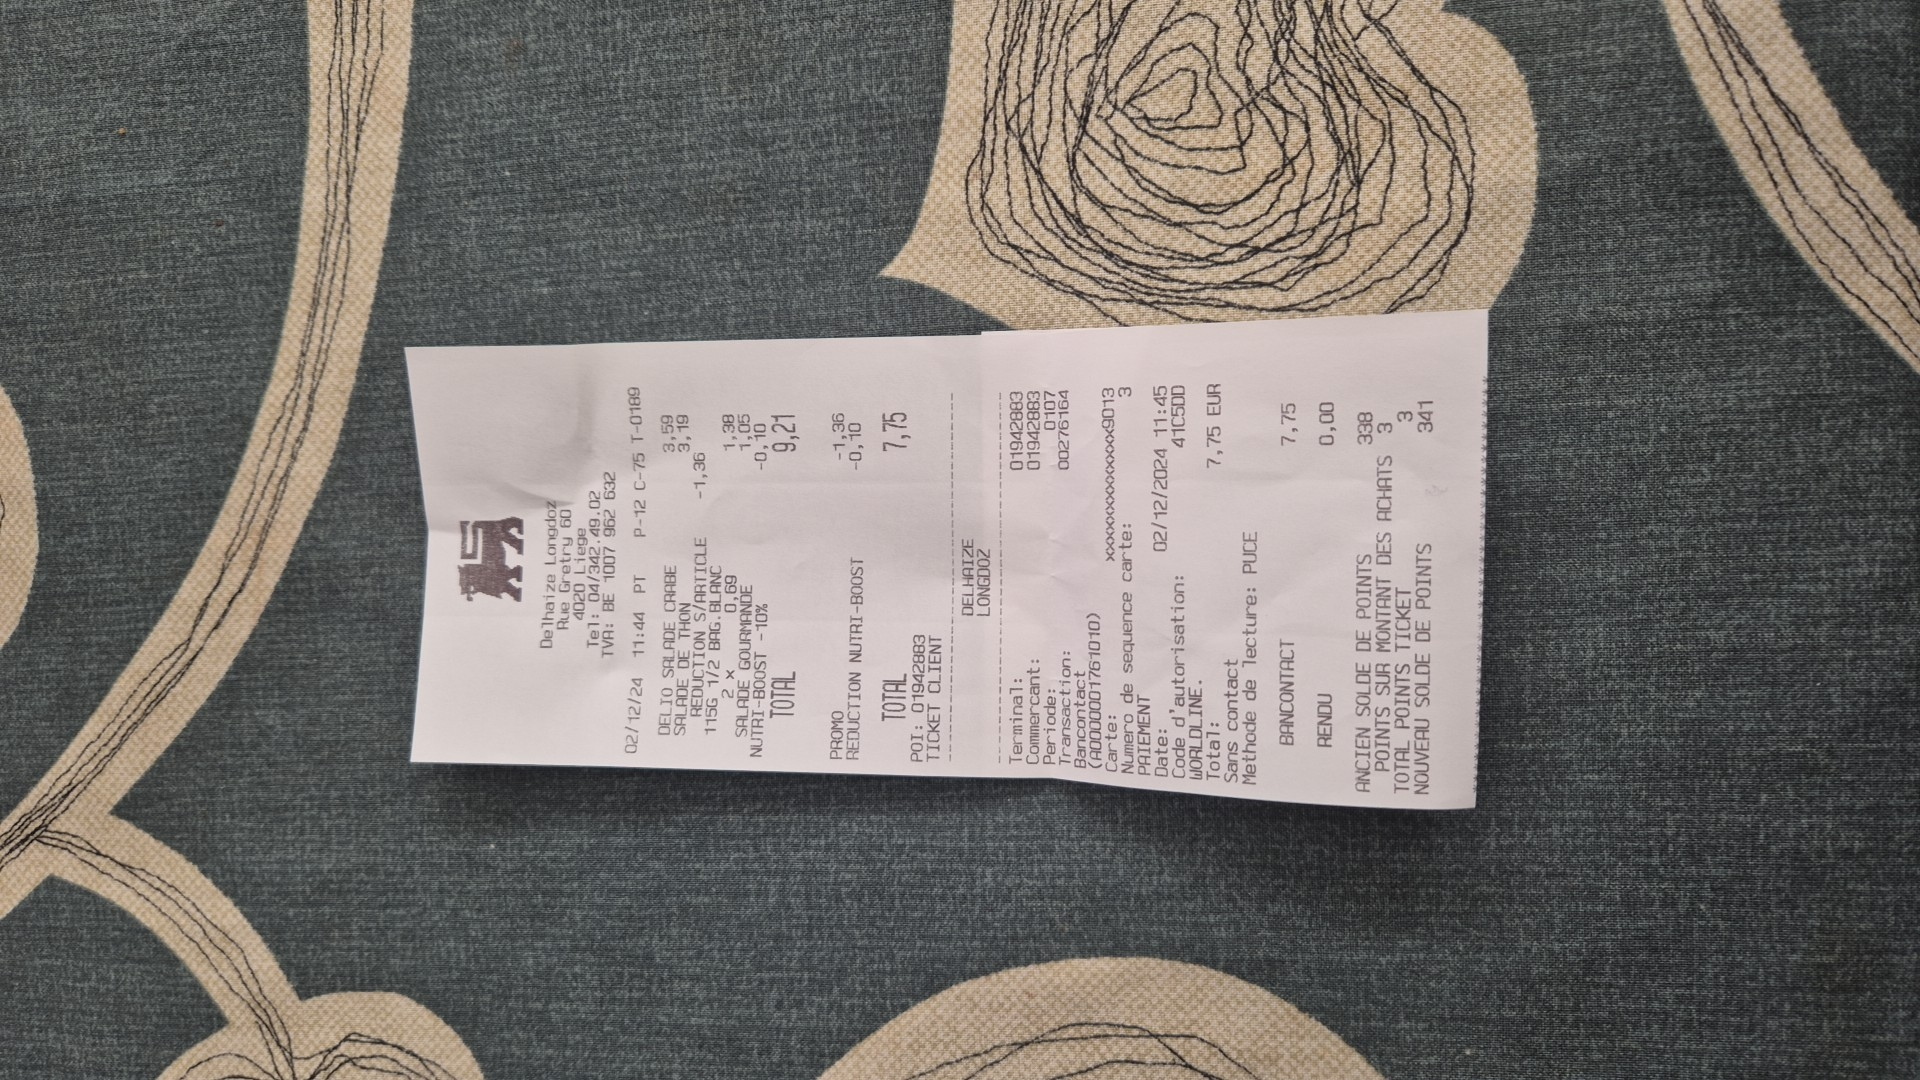 Delhaize Longdoz
Rue Gretry 601
4020 Liege
Tel: 04/342.49.02
TVA: BE 1007 962 632
02/12/24 11:44 PT P-12 C-75 T-0189
DELIO SALADE CRABE 3,59
SALADE DE THON 3,19
REDUCTION S/ARTICLE -1,36
115G 1/2 BAG.BLANC
2 x 0,69 1,38
SALADE GOURMANDE 1,05
NUTRI-BOOST -10% -0,10
TOTAL 9,21
PROMO -1,36
REDUCTION NUTRI-BOOST -0,10
TOTAL 7,75
POI: 01942883
TICKET CLIENT
DELHAIZE
LONGDOZ
Terminal: 01942883
Commercant: 01942883
Periode: 0107
Transaction: 00276164
Bancontact
(A0000001761010)
Carte: xxxxxxxxxxxxxxx9013
Numero de sequence carte: 3
PAIEMENT
Date: 02/12/2024 11:45
Code d'autorisation: 41C5DD
WORLDLINE.
Total: 7,75 EUR
Sans contact
Methode de lecture: PUCE
BANCONTACT 7,75
RENDU 0,00
ANCIEN SOLDE DE POINTS 338
POINTS SUR MONTANT DES ACHATS 3
TOTAL POINTS TICKET 3
NOUVEAU SOLDE DE POINTS 341